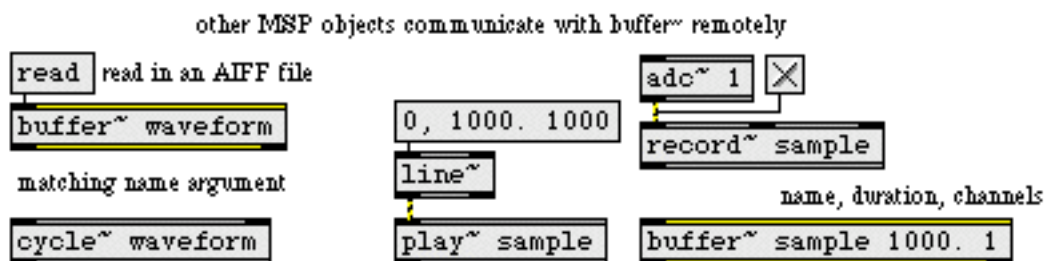 other MSP objects communicate with buffer~ remotely
read read in an AIFF file
buffer~ waveform
matching name argument
cycle~ waveform
0, 1000. 1000
line~
play~ sample
adc~ 1
record~ sample
name, duration, channels
buffer~ sample 1000. 1